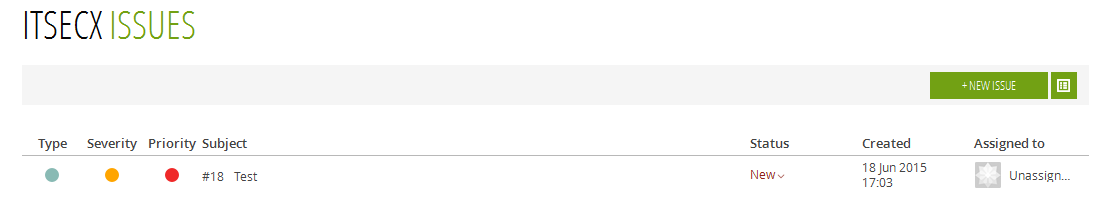 ITSECX ISSUES
+ NEW ISSUE
Type Severity Priority Subject Status Created Assigned to
#18 Test New 18 Jun 2015 Unassign...
17:03